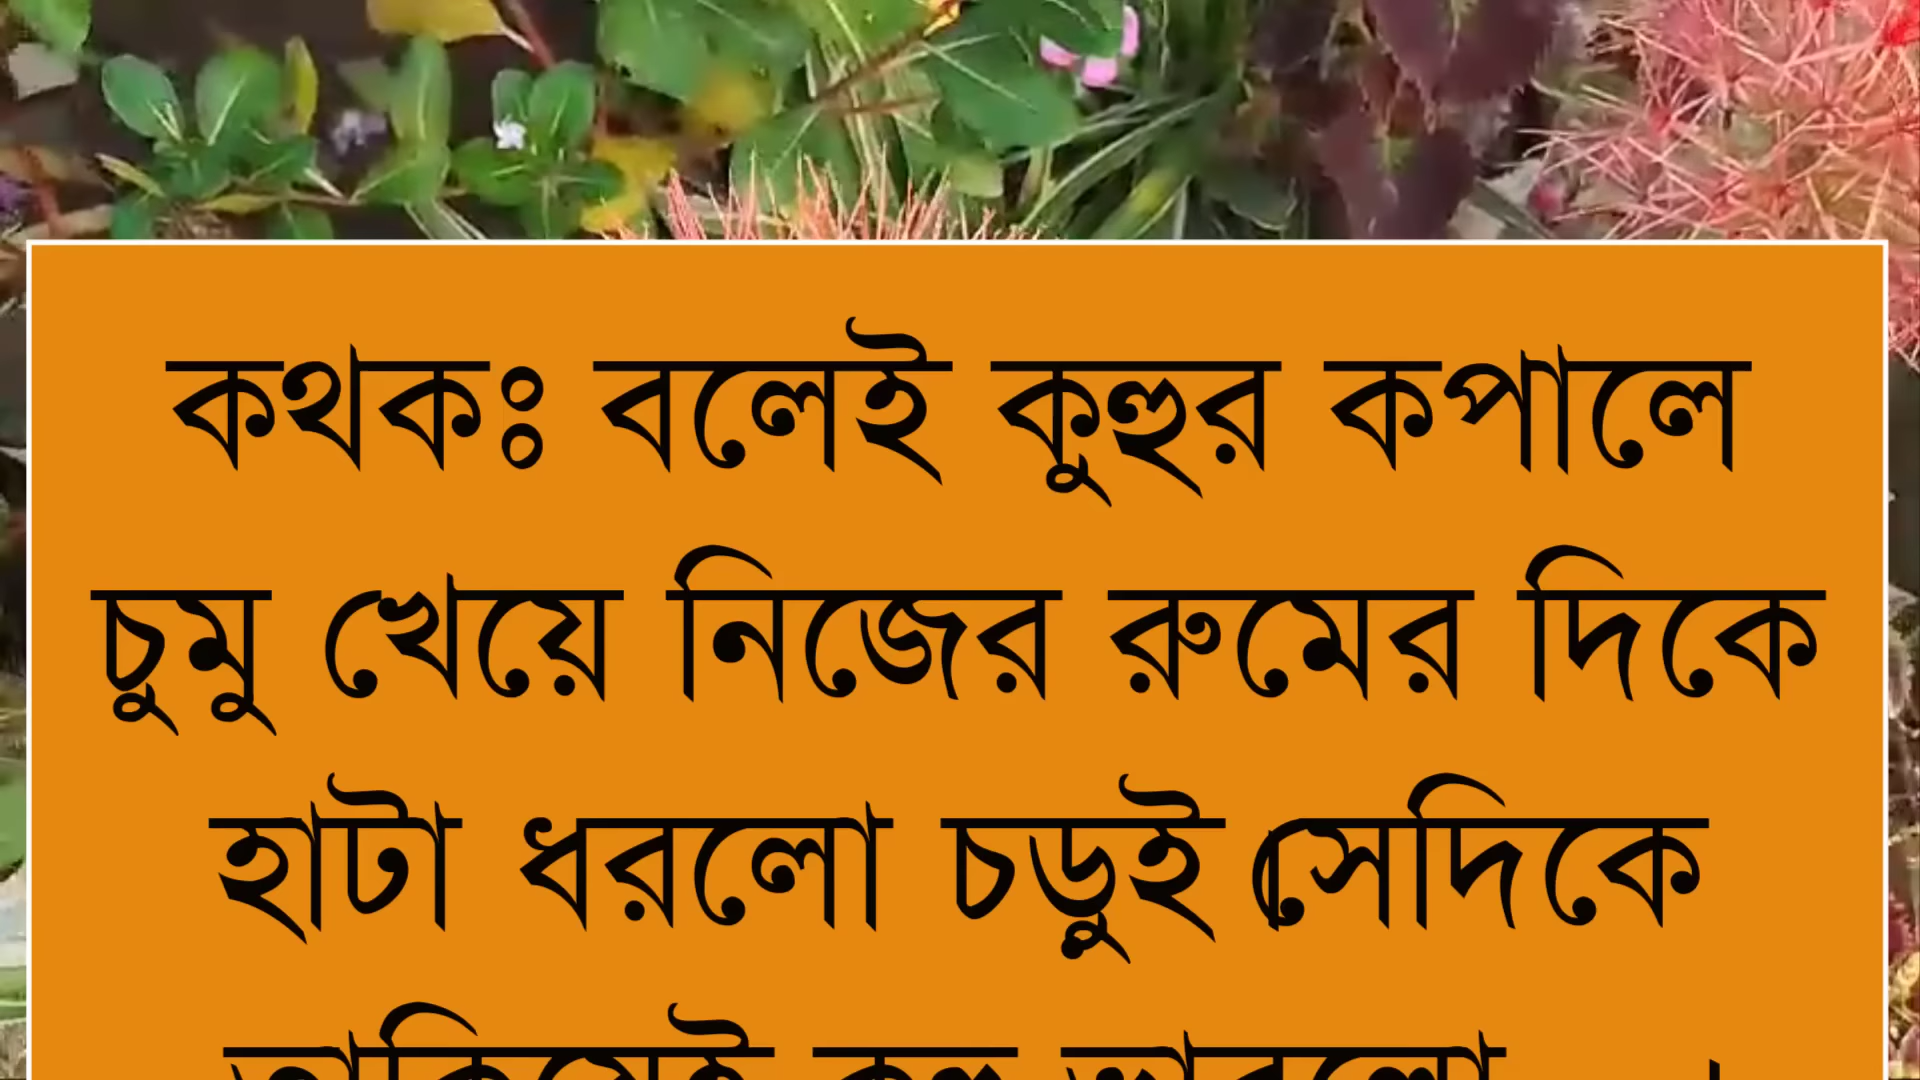 কথকঃ বলেই কুহুর কপালে
চুমু খেয়ে নিজের রুমের দিকে
হাটা ধরলো চড়ুই।সেদিকে